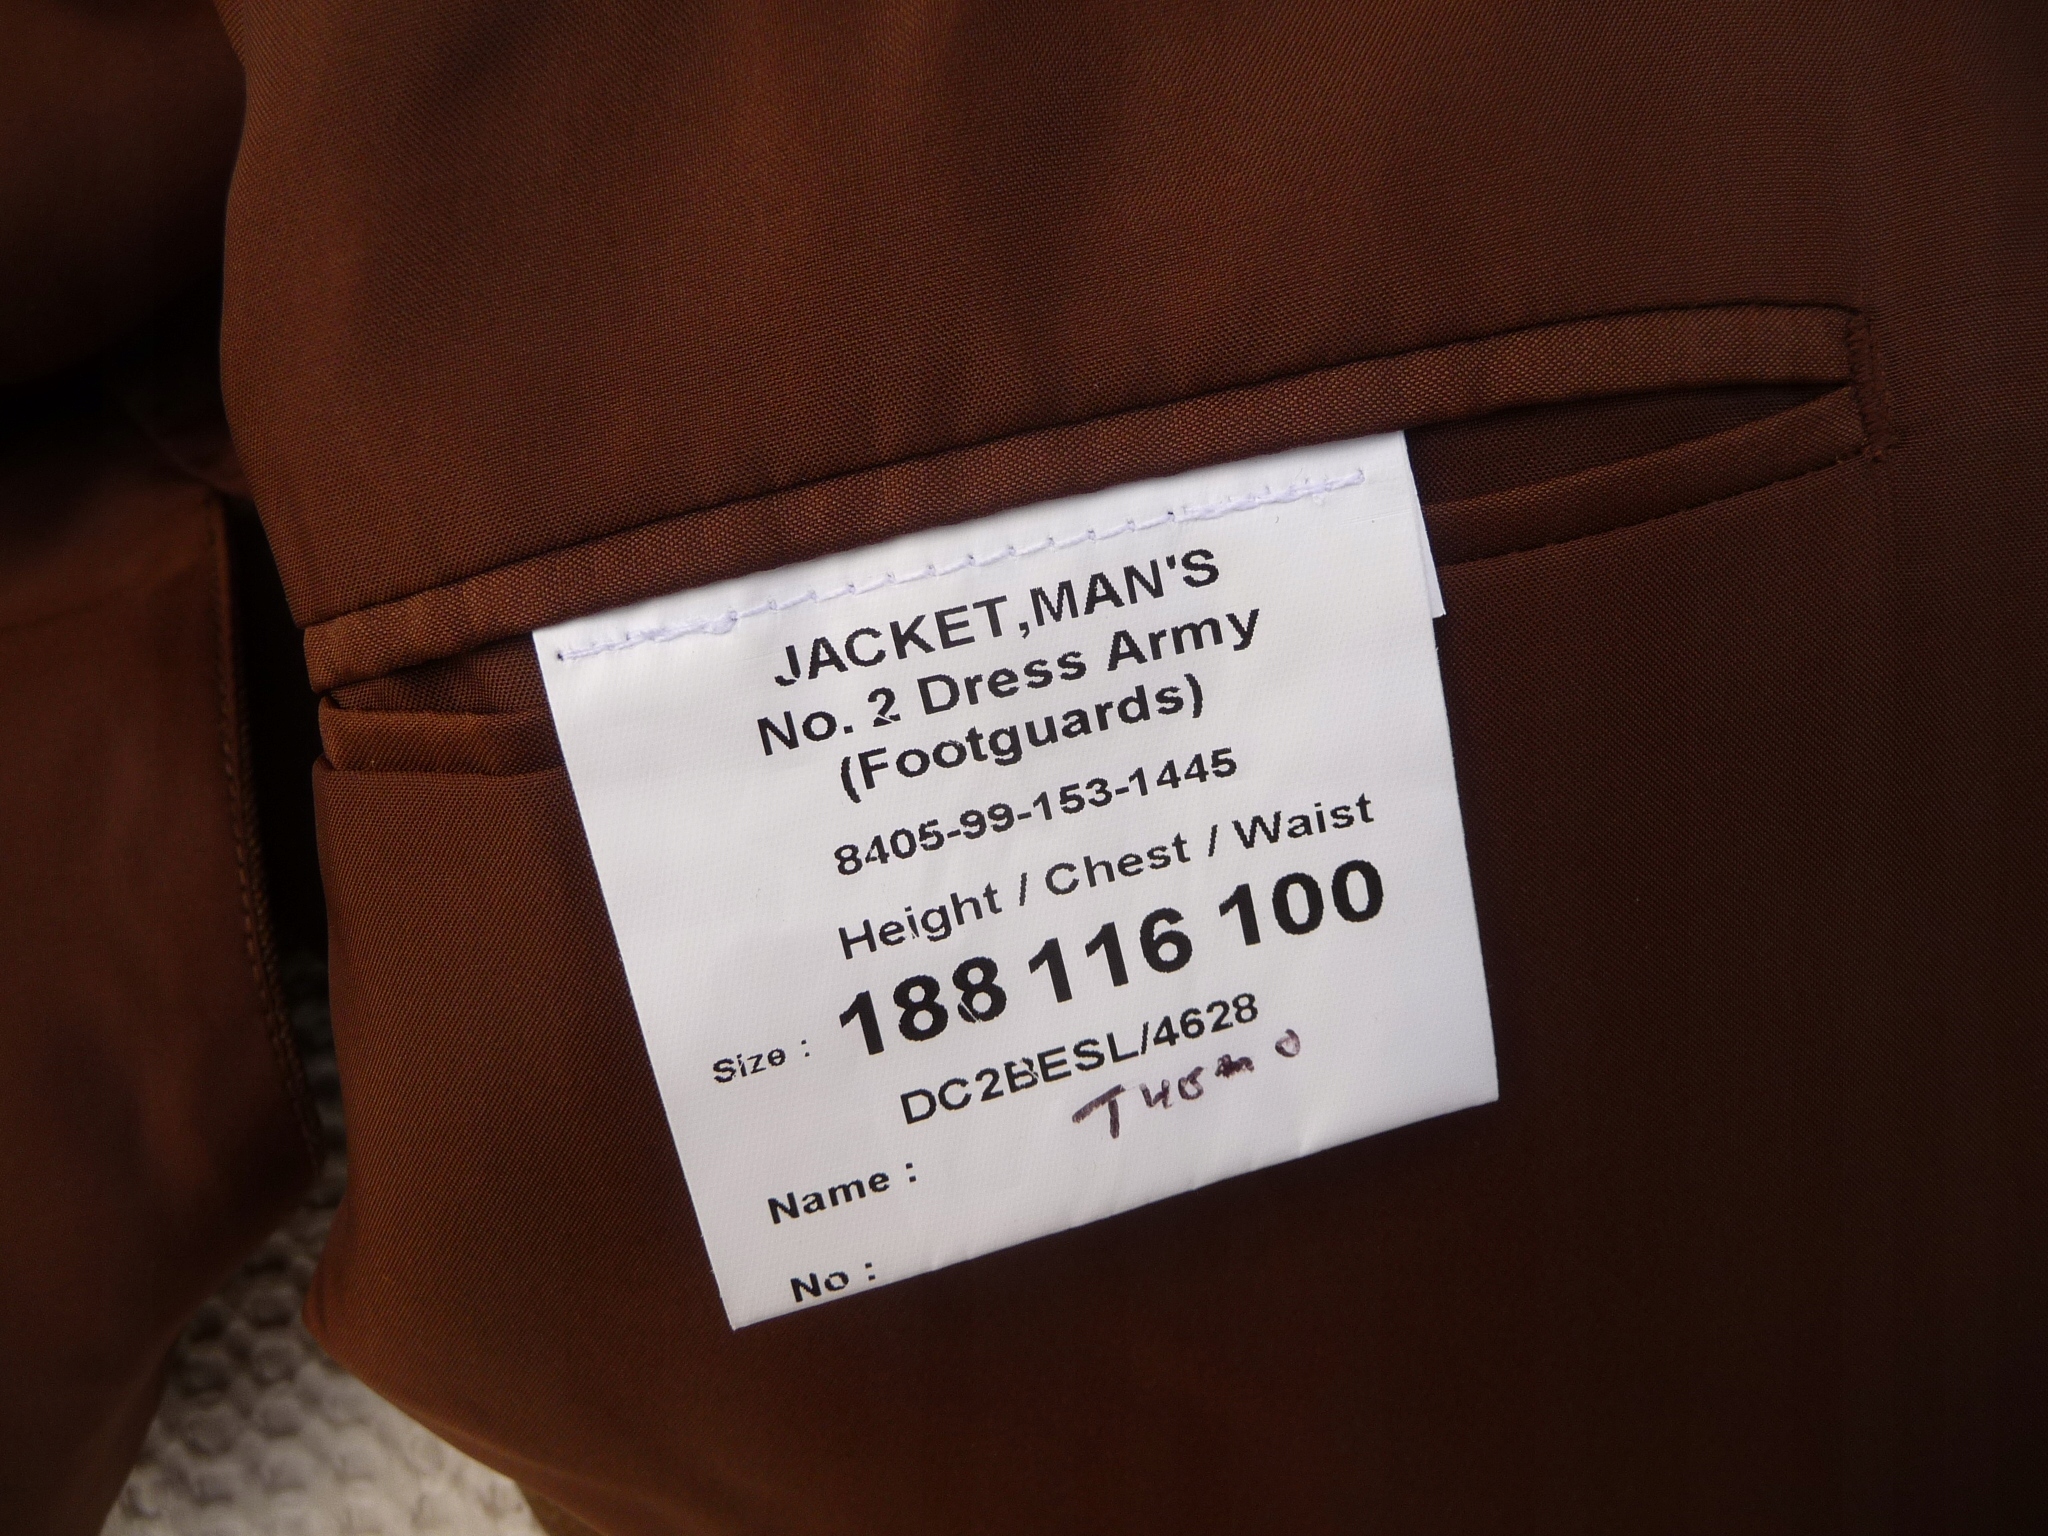 JACKET,MAN'S
No. 2 Dress Army
(Footguards)
8405-99-153-1445
Height / Chest / Waist
Size : 188 116 100
DC2BESL/4628
Name :
No :